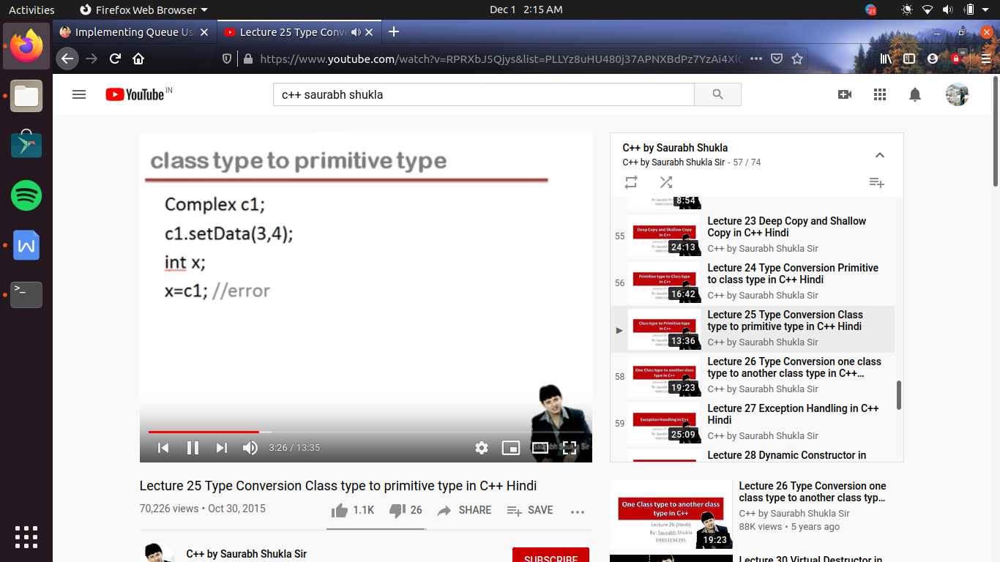 Activities
Firefox Web Browser
Dec 1 2:15 AM
21
Implementing Queue Us
Lecture 25 Type Conve
https://www.youtube.com/watch?v=RPRXbJ5Qjys&list=PLLYz8uHU480j37APNXBdPz7YzAi4XlQ
YouTube IN
c++ saurabh shukla
class type to primitive type
Complex c1;
c1.setData(3,4);
int x;
x=c1; //error
Saurabh Shukla Sir
3:26 / 13:35
Lecture 25 Type Conversion Class type to primitive type in C++ Hindi
70,226 views • Oct 30, 2015
1.1K
26
SHARE
SAVE
C++ by Saurabh Shukla Sir
SUBSCRIBE
C++ by Saurabh Shukla
C++ by Saurabh Shukla Sir - 57 / 74
8:54
55
Deep Copy and Shallow Copy in C++
24:13
Lecture 23 Deep Copy and Shallow
Copy in C++ Hindi
C++ by Saurabh Shukla Sir
56
Primitive type to Class type
in C++
16:42
Lecture 24 Type Conversion Primitive
to class type in C++ Hindi
C++ by Saurabh Shukla Sir
Class type to Primitive type
in C++
13:36
Lecture 25 Type Conversion Class
type to primitive type in C++ Hindi
C++ by Saurabh Shukla Sir
58
One Class type to another class
type in C++
19:23
Lecture 26 Type Conversion one class
type to another class type in C++...
C++ by Saurabh Shukla Sir
59
Exception Handling in C++
25:09
Lecture 27 Exception Handling in C++
Hindi
C++ by Saurabh Shukla Sir
Lecture 28 Dynamic Constructor in
One Class type to another class
type in C++
Lecture 26 (Hindi)
By: Saurabh Shukla
09893194395
19:23
Lecture 26 Type Conversion one
class type to another class typ...
C++ by Saurabh Shukla Sir
88K views • 5 years ago
Lecture 30 Virtual Destructor in